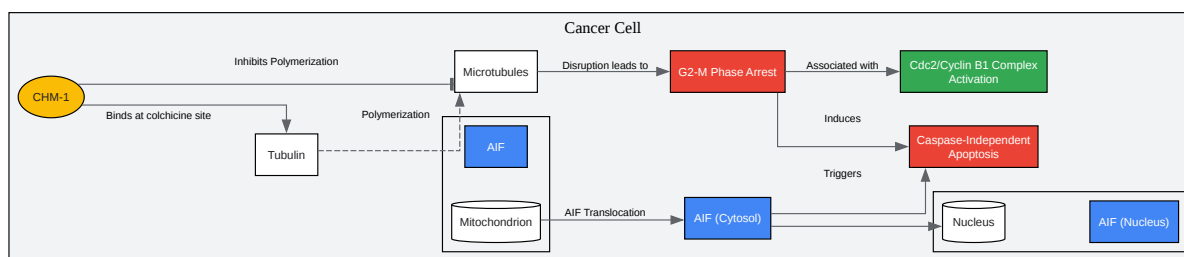 Cancer Cell
Inhibits Polymerization
Microtubules
Disruption leads to
G2-M Phase Arrest
Associated with
Cdc2/Cyclin B1 Complex
Activation
CHM-1
Binds at colchicine site
Polymerization
Induces
Tubulin
AIF
Caspase-Independent
Apoptosis
Triggers
Mitochondrion
AIF Translocation
AIF (Cytosol)
Nucleus
AIF (Nucleus)